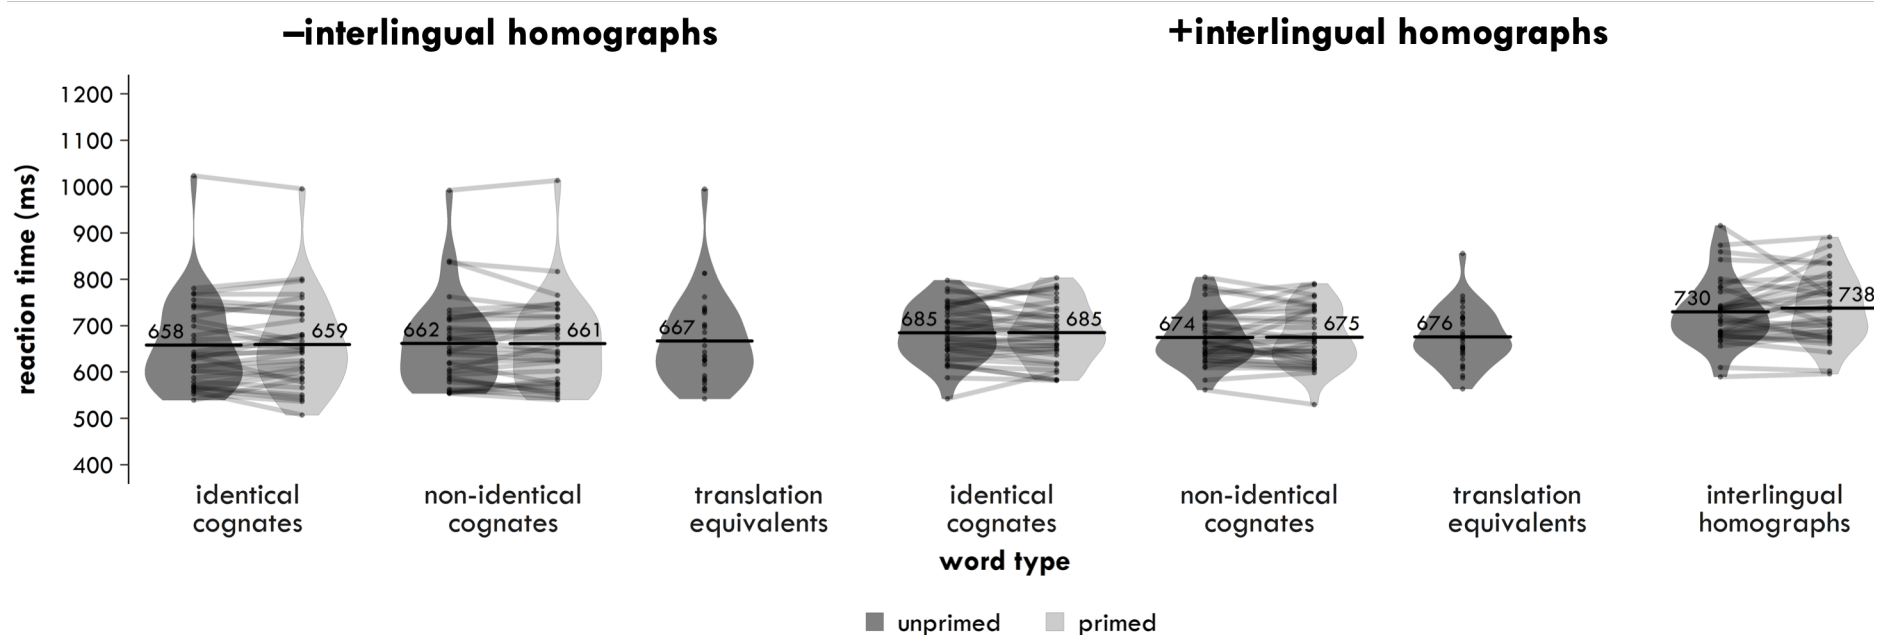 –interlingual homographs
+interlingual homographs
reaction time (ms)
1200
1100
1000
900
800
700
600
500
400
658
659
662
661
667
685
685
674
675
676
730
738
identical
cognates
non-identical
cognates
translation
equivalents
identical
cognates
non-identical
cognates
translation
equivalents
interlingual
homographs
word type
unprimed
primed